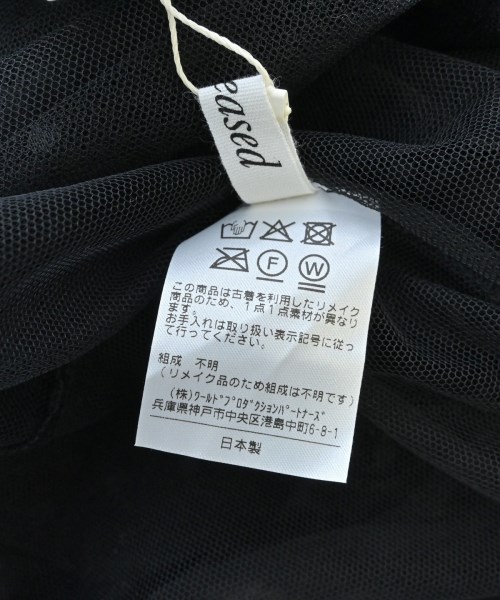 eased
F W
この商品は古着を利用したリメイク
商品のため、1点1点素材が異なり
ます。
お手入れは取り扱い表示記号に従っ
て行ってください。
組成 不明
(リメイク品のため組成は不明です)
(株)ﾜｰﾙﾄﾞﾌﾟﾛﾀﾞｸｼｮﾝﾊﾟｰﾄﾅｰｽﾞ
兵庫県神戸市中央区港島中町6-8-1
日本製